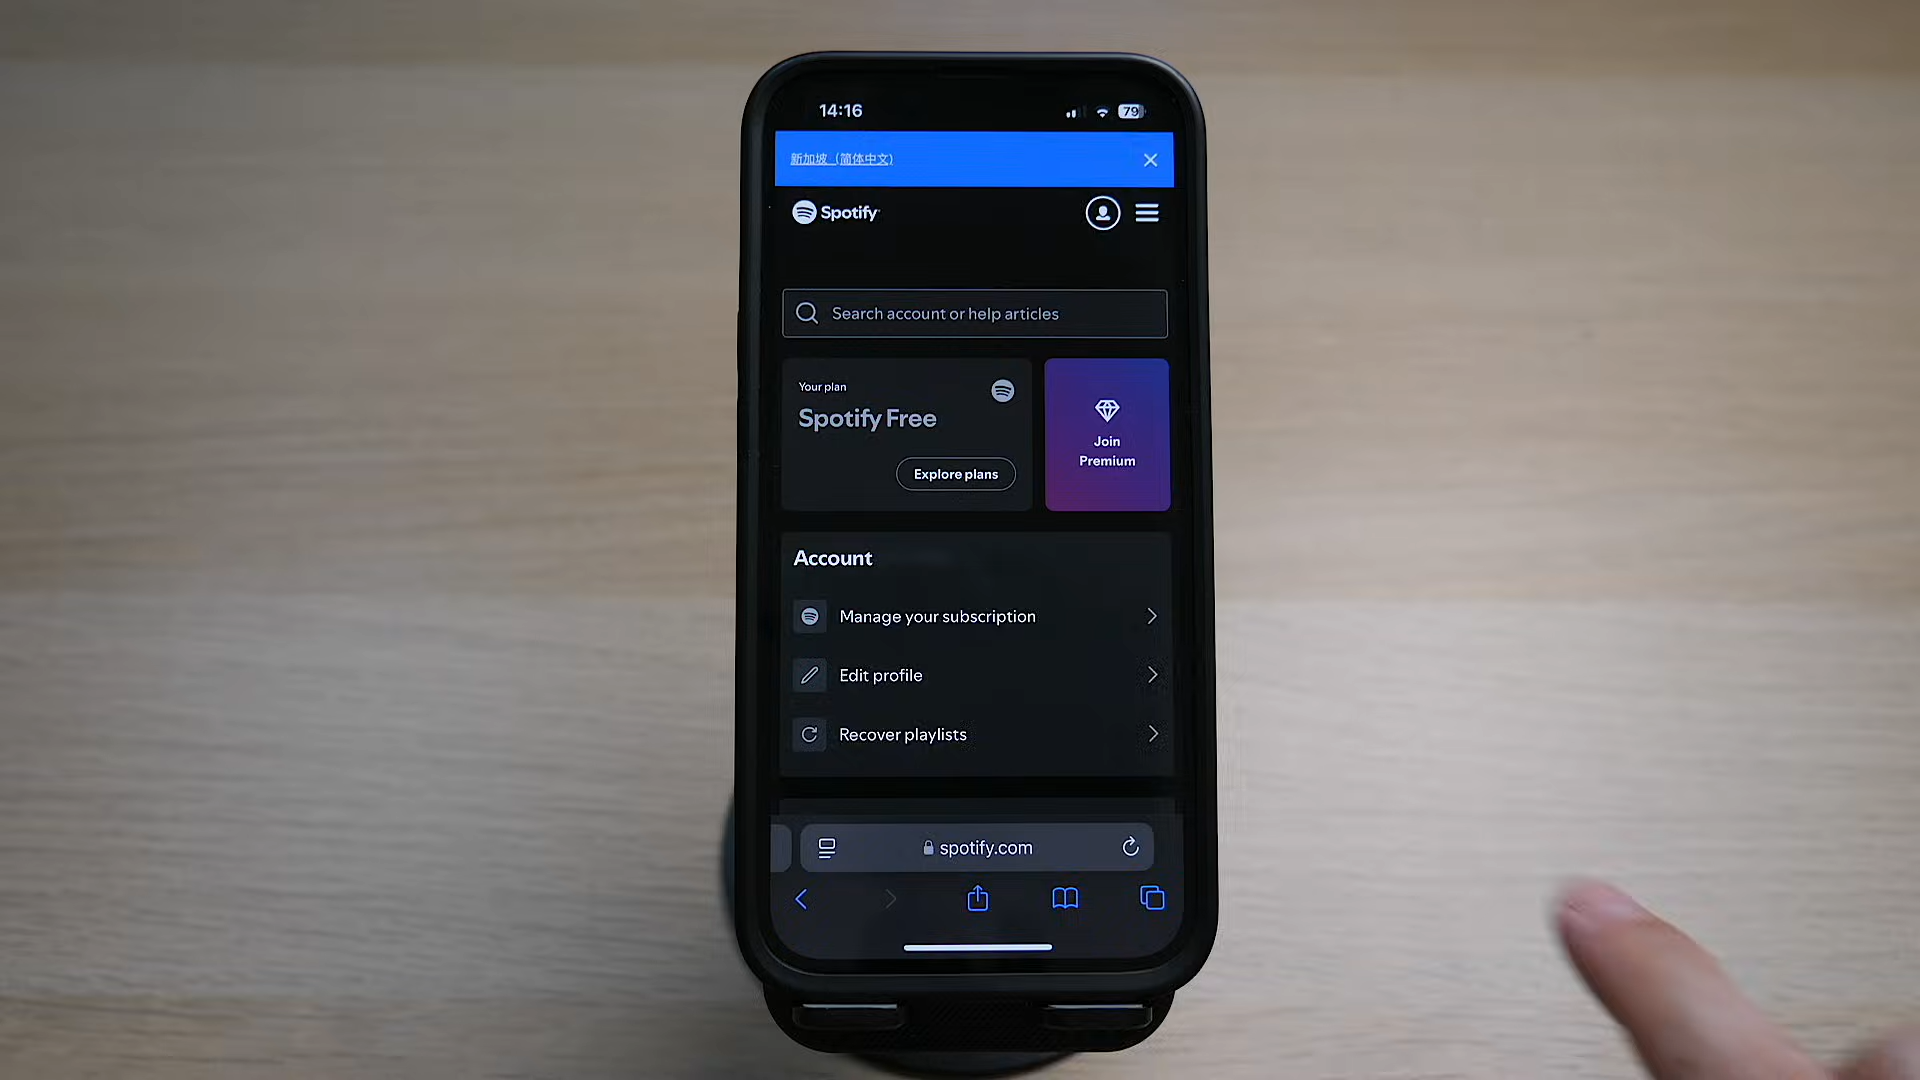 14:16
79
新加坡 (简体中文)
Spotify
Search account or help articles
Your plan
Spotify Free
Explore plans
Join
Premium
Account
Manage your subscription
Edit profile
Recover playlists
spotify.com